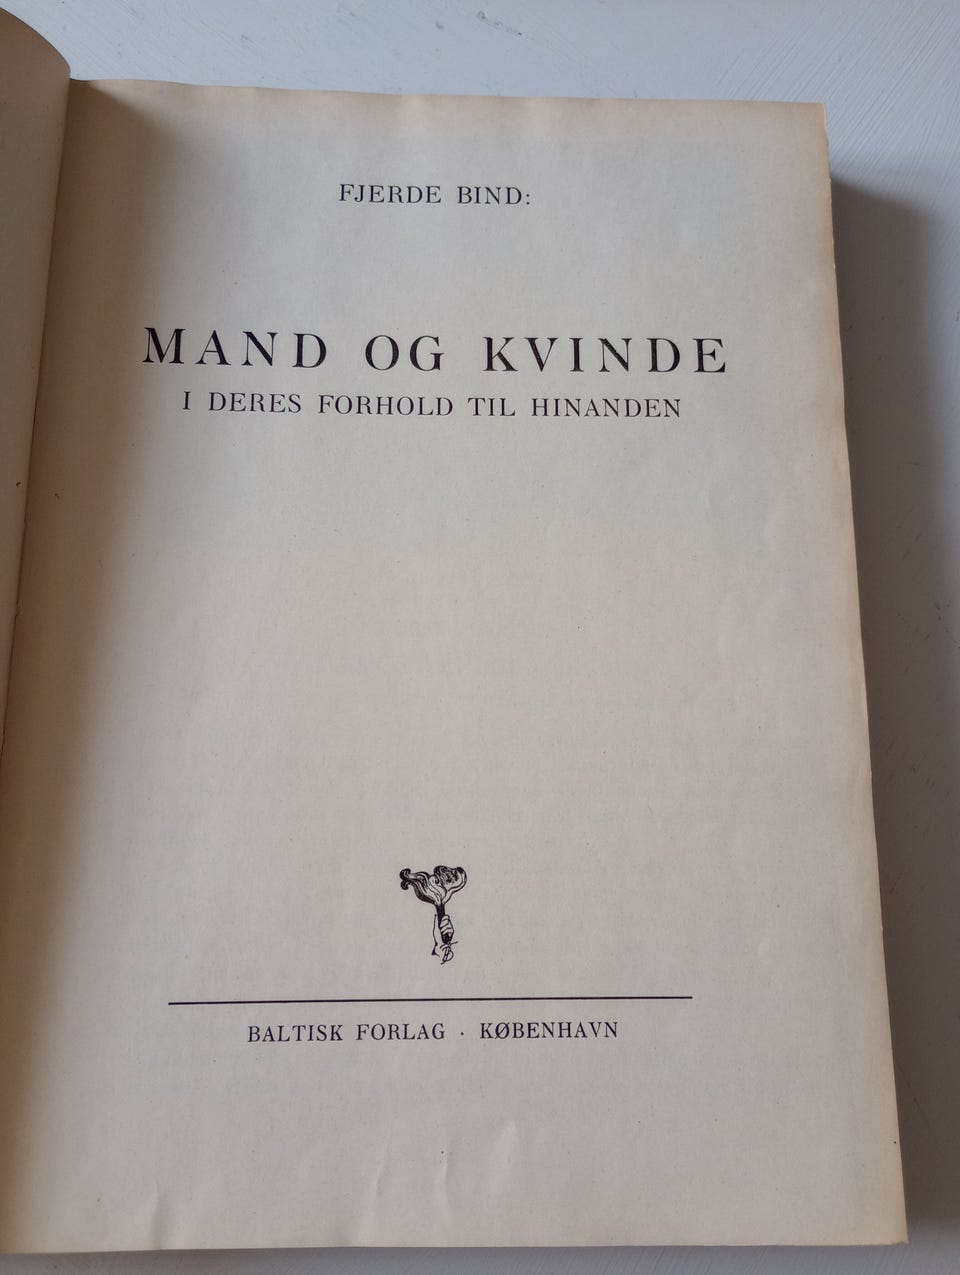 FJERDE BIND:
MAND OG KVINDE
I DERES FORHOLD TIL HINANDEN
BALTISK FORLAG · KØBENHAVN